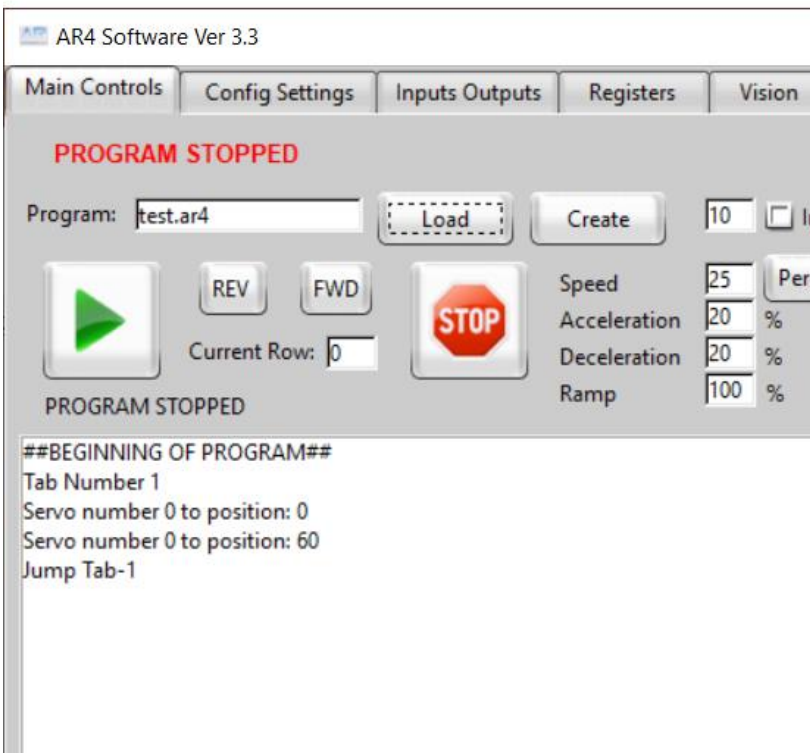 AR4 Software Ver 3.3
Main Controls Config Settings Inputs Outputs Registers Vision
PROGRAM STOPPED
Program: test.ar4 Load Create 10
REV FWD STOP Speed 25
Acceleration 20 %
Current Row: 0 Deceleration 20 %
Ramp 100 %
PROGRAM STOPPED
##BEGINNING OF PROGRAM##
Tab Number 1
Servo number 0 to position: 0
Servo number 0 to position: 60
Jump Tab-1